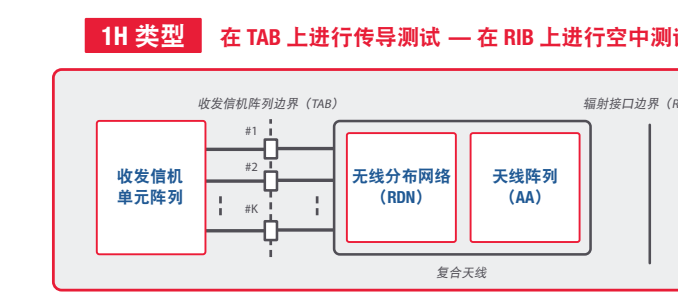 1H 类型 在 TAB 上进行传导测试 — 在 RIB 上进行空中测
收发信机阵列边界（TAB）
辐射接口边界（R
#1
#2
#K
收发信机
单元阵列
无线分布网络
（RDN）
天线阵列
（AA）
复合天线